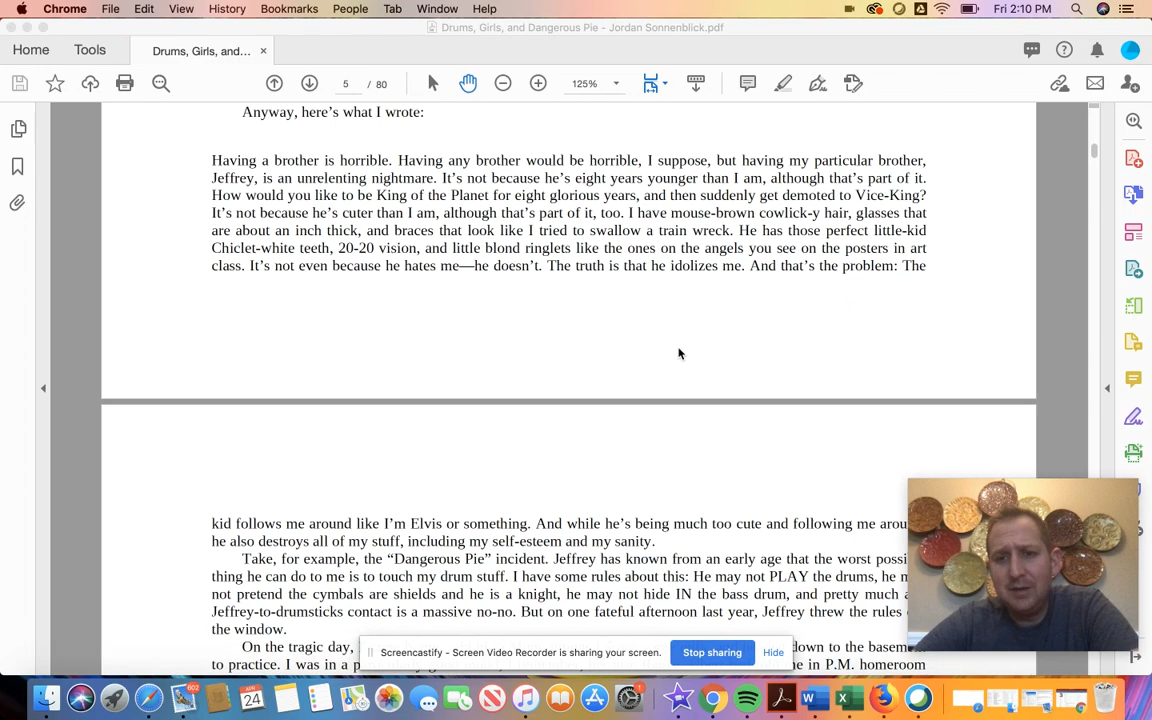 Chrome File Edit View History Bookmarks People Tab Window Help Fri 2:10 PM
Drums, Girls, and Dangerous Pie - Jordan Sonnenblick.pdf
Home Tools Drums, Girls, and... ×
5 / 80 125%
Anyway, here's what I wrote:
Having a brother is horrible. Having any brother would be horrible, I suppose, but having my particular brother,
Jeffrey, is an unrelenting nightmare. It's not because he's eight years younger than I am, although that's part of it.
How would you like to be King of the Planet for eight glorious years, and then suddenly get demoted to Vice-King?
It's not because he's cuter than I am, although that's part of it, too. I have mouse-brown cowlick-y hair, glasses that
are about an inch thick, and braces that look like I tried to swallow a train wreck. He has those perfect little-kid
Chiclet-white teeth, 20-20 vision, and little blond ringlets like the ones on the angels you see on the posters in art
class. It's not even because he hates me—he doesn't. The truth is that he idolizes me. And that's the problem: The
kid follows me around like I'm Elvis or something. And while he's being much too cute and following me arou
he also destroys all of my stuff, including my self-esteem and my sanity.
Take, for example, the “Dangerous Pie” incident. Jeffrey has known from an early age that the worst possi
thing he can do to me is to touch my drum stuff. I have some rules about this: He may not PLAY the drums, he m
not pretend the cymbals are shields and he is a knight, he may not hide IN the bass drum, and pretty much a
Jeffrey-to-drumsticks contact is a massive no-no. But on one fateful afternoon last year, Jeffrey threw the rules
the window.
On the tragic day, down to the basem
Screencastify - Screen Video Recorder is sharing your screen. Stop sharing Hide
to practice. I was in a me in P.M. homeroom
602
APR
24
1